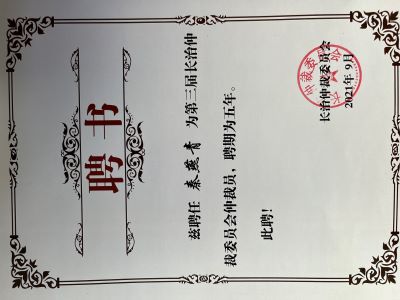 聘书
兹聘任 秦燕青 为第三届长治仲
裁委员会仲裁员，聘期为五年。
此聘！
长治仲裁委员会
2021年9月